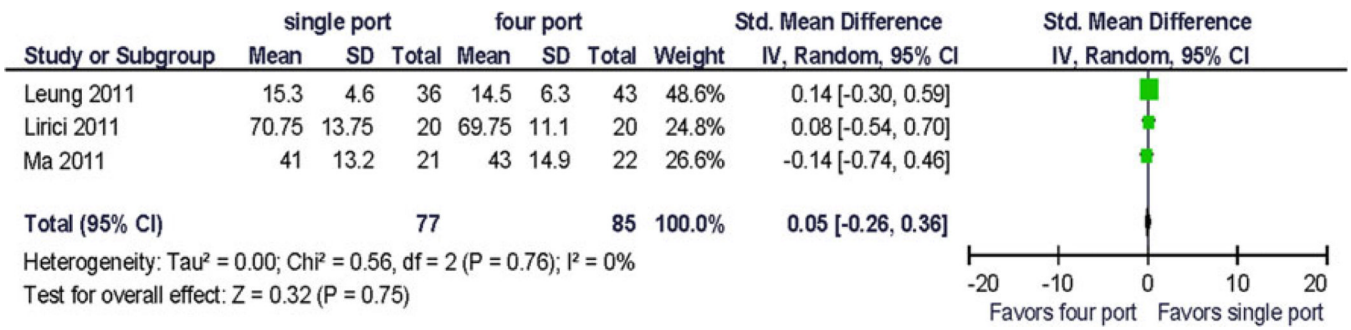 single port four port Std. Mean Difference Std. Mean Difference
Study or Subgroup Mean SD Total Mean SD Total Weight IV, Random, 95% CI IV, Random, 95% CI
Leung 2011 15.3 4.6 36 14.5 6.3 43 48.6% 0.14 [-0.30, 0.59]
Lirici 2011 70.75 13.75 20 69.75 11.1 20 24.8% 0.08 [-0.54, 0.70]
Ma 2011 41 13.2 21 43 14.9 22 26.6% -0.14 [-0.74, 0.46]
Total (95% CI) 77 85 100.0% 0.05 [-0.26, 0.36]
Heterogeneity: Tau² = 0.00; Chi² = 0.56, df = 2 (P = 0.76); I² = 0%
Test for overall effect: Z = 0.32 (P = 0.75)
-20 -10 0 10 20
Favors four port Favors single port